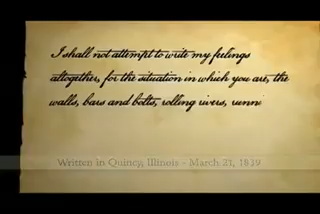 I shall not attempt to write my feelings
altogether, for the situation in which you are, the
walls, bars and bolts, rolling rivers, runn
Written in Quincy, Illinois - March 21, 1839